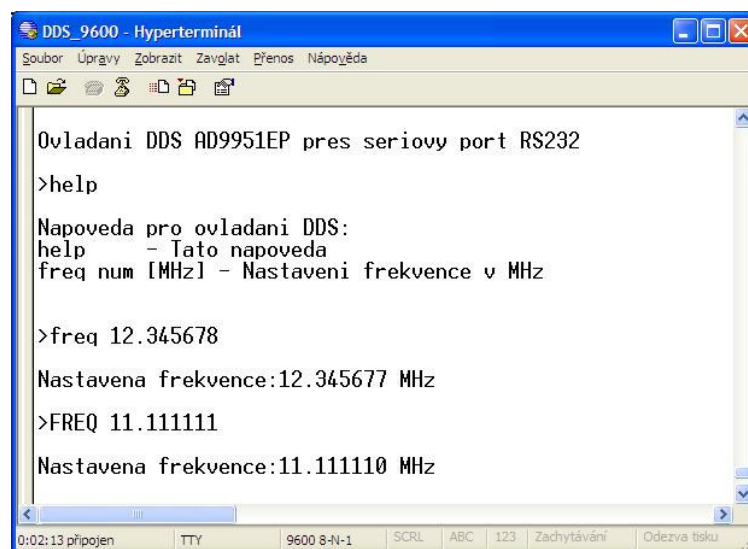 DDS_9600 - Hyperterminál
Soubor Úpravy Zobrazit Zavolat Přenos Nápověda
Ovladani DDS AD9951EP pres seriovy port RS232
>help
Napoveda pro ovladani DDS:
help - Tato napoveda
freq num [MHz] - Nastaveni frekvence v MHz
>freq 12.345678
Nastavena frekvence:12.345677 MHz
>FREQ 11.111111
Nastavena frekvence:11.111110 MHz
0:02:13 připojen TTY 9600 8-N-1 SCRL ABC 123 Zachytávání Odezva tisku